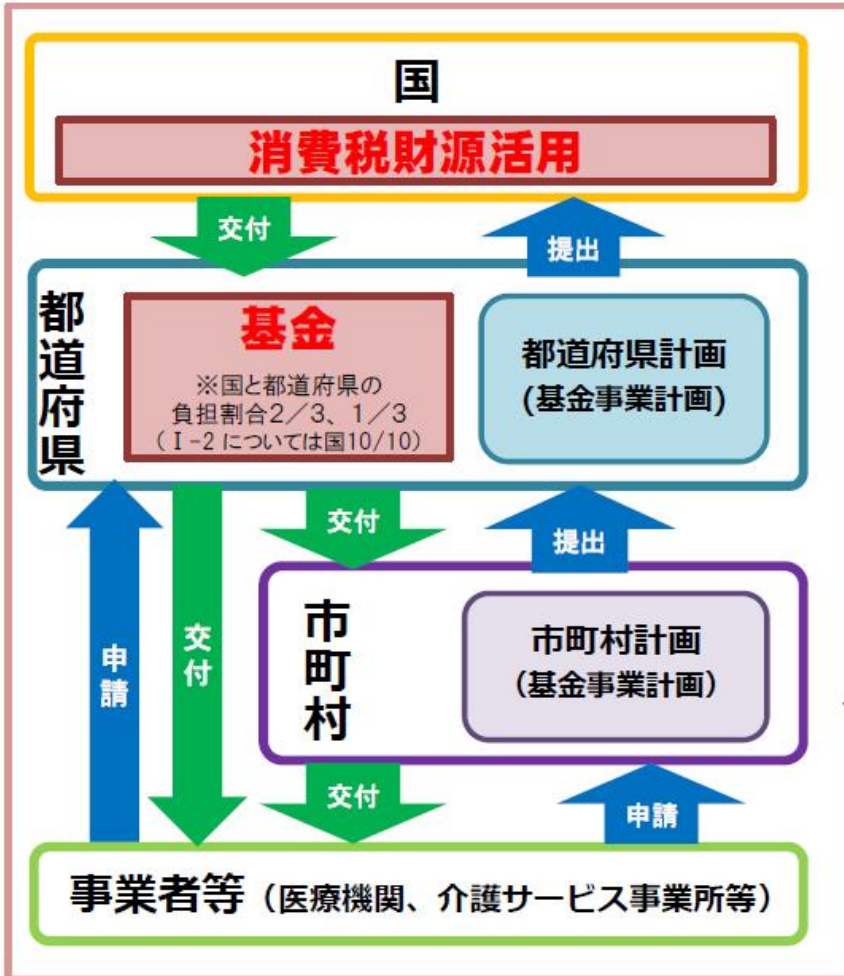 国
消費税財源活用
交付
提出
都道府県
基金
※国と都道府県の
負担割合2／3、1／3
（Ⅰ-2 については国10/10）
都道府県計画
(基金事業計画)
交付
提出
申請
交付
市町村
市町村計画
（基金事業計画）
交付
申請
事業者等（医療機関、介護サービス事業所等）